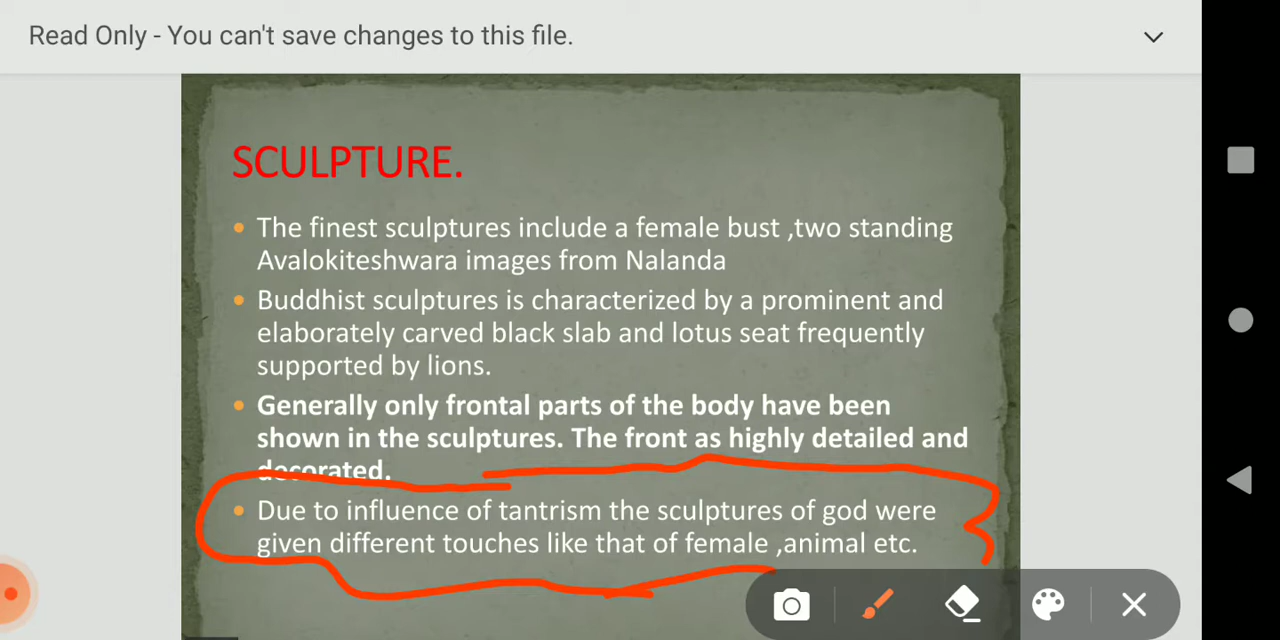 Read Only - You can't save changes to this file.
SCULPTURE.
• The finest sculptures include a female bust ,two standing
Avalokiteshwara images from Nalanda
• Buddhist sculptures is characterized by a prominent and
elaborately carved black slab and lotus seat frequently
supported by lions.
• Generally only frontal parts of the body have been
shown in the sculptures. The front as highly detailed and
decorated.
• Due to influence of tantrism the sculptures of god were
given different touches like that of female ,animal etc.